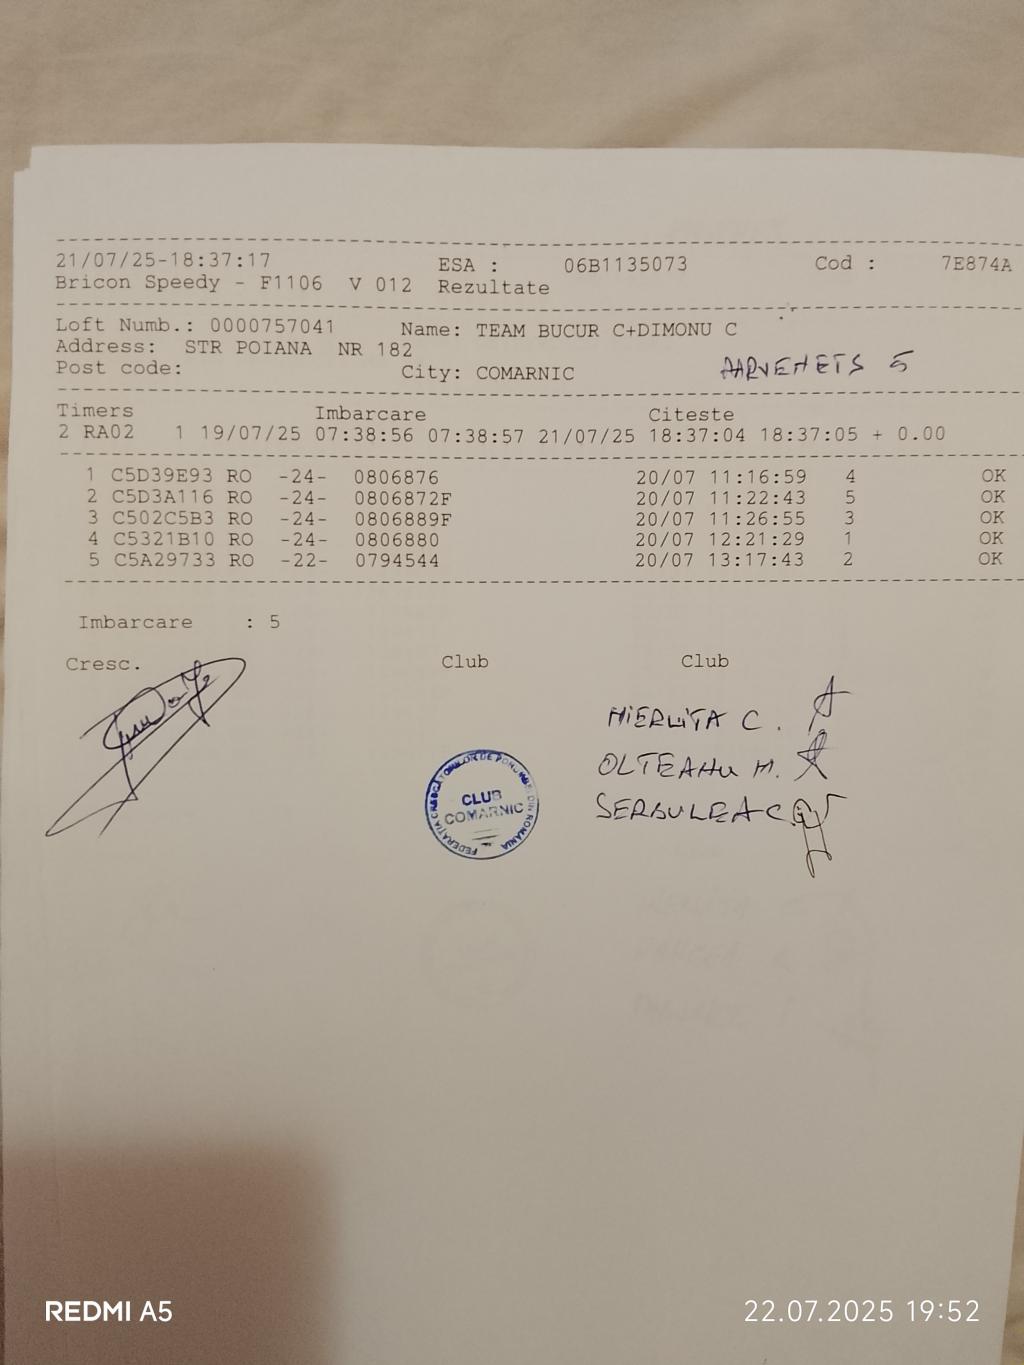 21/07/25-18:37:17 ESA : 06B1135073 Cod : 7E874A
Bricon Speedy - F1106 V 012 Rezultate
Loft Numb.: 0000757041 Name: TEAM BUCUR C+DIMONU C
Address: STR POIANA NR 182
Post code: City: COMARNIC 5
Timers Imbarcare Citeste
2 RA02 1 19/07/25 07:38:56 07:38:57 21/07/25 18:37:04 18:37:05 + 0.00
1 C5D39E93 RO -24- 0806876 20/07 11:16:59 4 OK
2 C5D3A116 RO -24- 0806872F 20/07 11:22:43 5 OK
3 C502C5B3 RO -24- 0806889F 20/07 11:26:55 3 OK
4 C5321B10 RO -24- 0806880 20/07 12:21:29 1 OK
5 C5A29733 RO -22- 0794544 20/07 13:17:43 2 OK
Imbarcare : 5
Cresc. Club Club
MIERLITA C.
OLTEANU M.
SERBULEA C
CLUB
COMARNIC
REDMI A5 22.07.2025 19:52